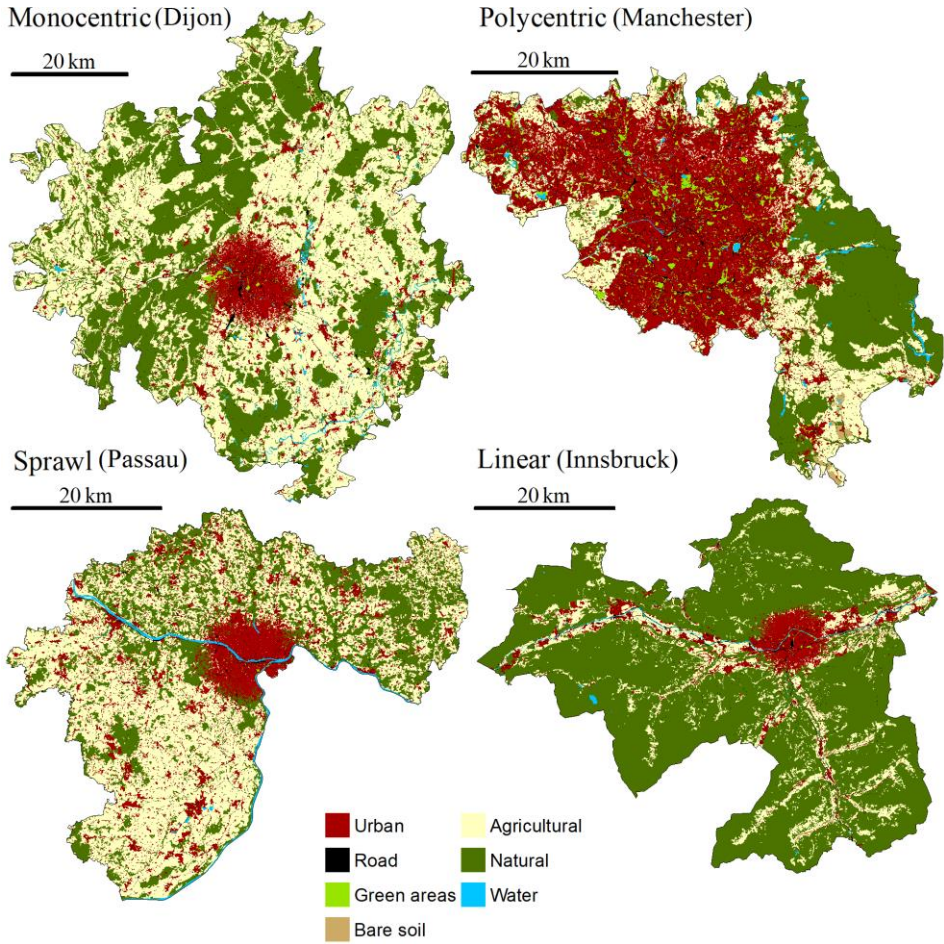 Monocentric (Dijon)
20 km
Polycentric (Manchester)
20 km
Sprawl (Passau)
20 km
Linear (Innsbruck)
20 km
Urban
Agricultural
Road
Natural
Green areas
Water
Bare soil